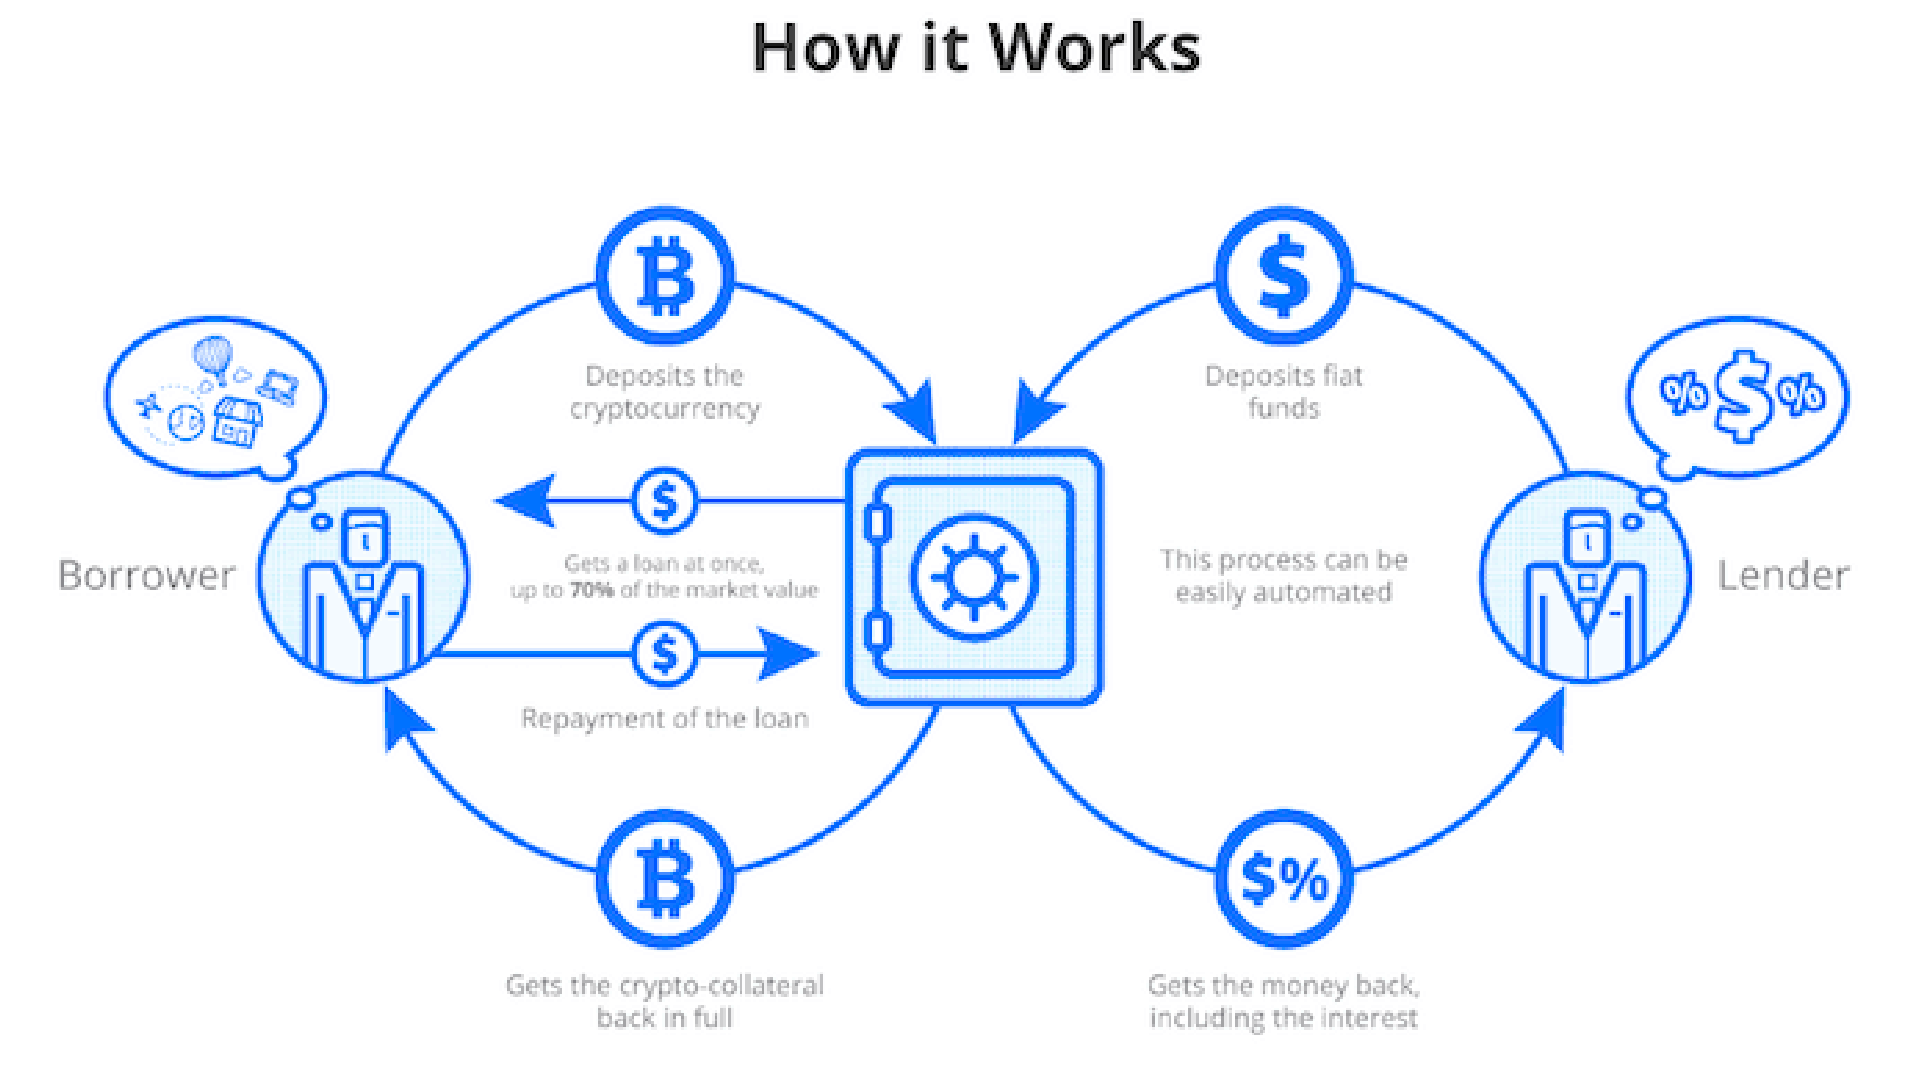 How it Works
₿
$
Deposits the
cryptocurrency
Deposits fiat
funds
% $ %
$
Gets a loan at once,
up to 70% of the market value
This process can be
easily automated
Borrower
Lender
$
Repayment of the loan
₿
$%
Gets the crypto-collateral
back in full
Gets the money back,
including the interest